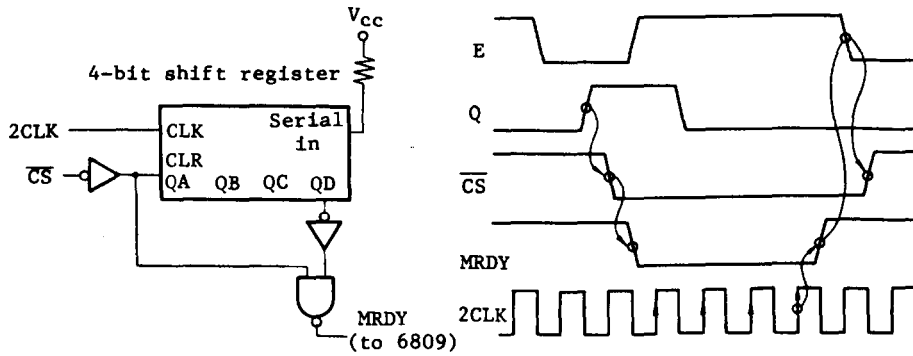 Vcc
4-bit shift register
2CLK
CLK
Serial
in
CLR
CS
QA QB QC QD
MRDY
(to 6809)
E
Q
CS
MRDY
2CLK